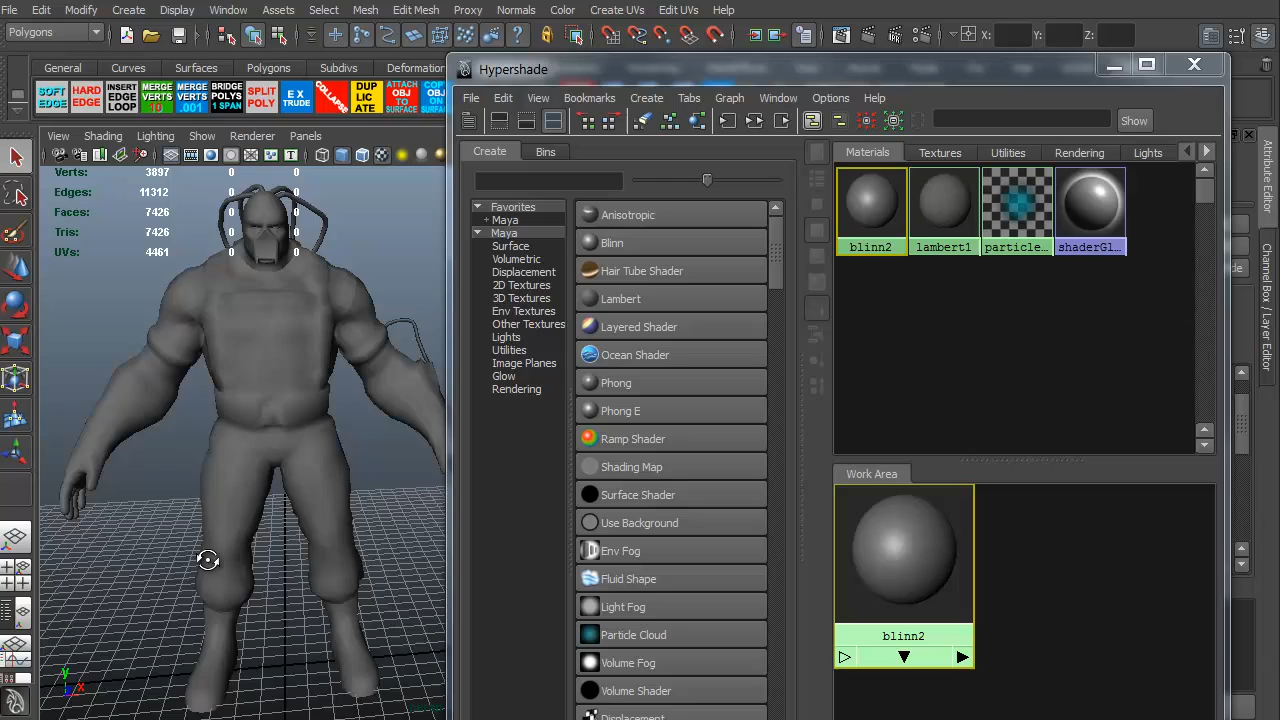 File Edit Modify Create Display Window Assets Select Mesh Edit Mesh Proxy Normals Color Create UVs Edit UVs Help
Polygons
X:
Y:
Z:
General Curves Surfaces Polygons Subdivs Deformation
SOFT EDGE
HARD EDGE
INSERT EDGE LOOP
MERGE VERTS 10
MERGE VERTS .001
BRIDGE POLYS 1 SPAN
SPLIT POLY
EX TRUDE
COLLAPSE
DUP LIC ATE
ATTACH OBJ TO SURFACE
View Shading Lighting Show Renderer Panels
Verts: 3897 0 0
Edges: 11312 0 0
Faces: 7426 0 0
Tris: 7426 0 0
UVs: 4461 0 0
y
x
Hypershade
File Edit View Bookmarks Create Tabs Graph Window Options Help
Show
Create Bins
Favorites
+ Maya
Maya
Surface
Volumetric
Displacement
2D Textures
3D Textures
Env Textures
Other Textures
Lights
Utilities
Image Planes
Glow
Rendering
Anisotropic
Blinn
Hair Tube Shader
Lambert
Layered Shader
Ocean Shader
Phong
Phong E
Ramp Shader
Shading Map
Surface Shader
Use Background
Env Fog
Fluid Shape
Light Fog
Particle Cloud
Volume Fog
Volume Shader
Displacement
Materials Textures Utilities Rendering Lights
blinn2 lambert1 particle... shaderGl...
Work Area
blinn2
Attribute Editor
Channel Box / Layer Editor